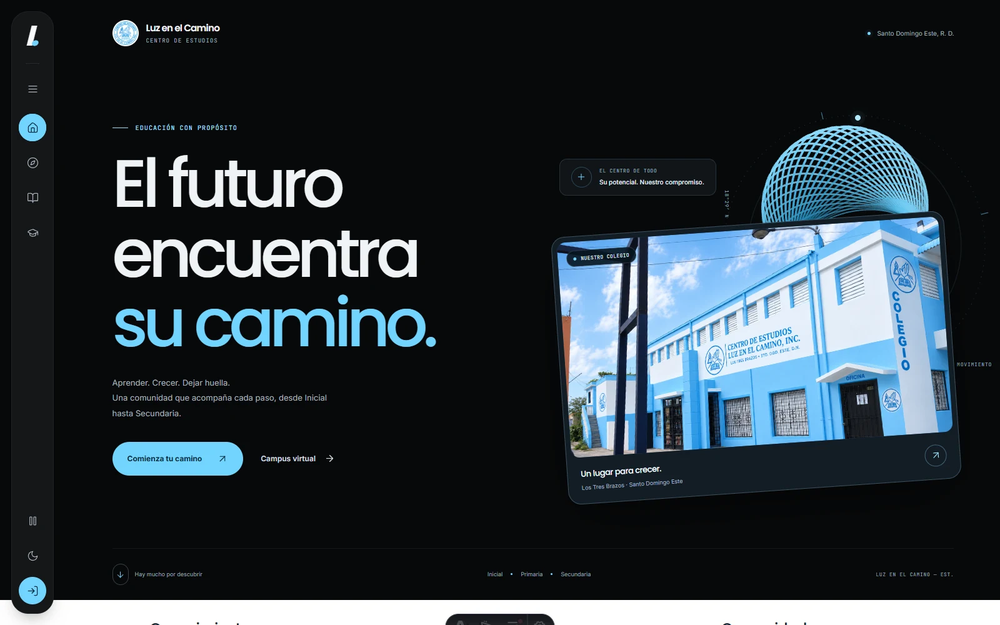 Luz en el Camino
CENTRO DE ESTUDIOS
Santo Domingo Este, R. D.
EDUCACIÓN CON PROPÓSITO
El futuro
encuentra
su camino.
Aprender. Crecer. Dejar huella.
Una comunidad que acompaña cada paso, desde Inicial
hasta Secundaria.
Comienza tu camino
Campus virtual
EL CENTRO DE TODO
Su potencial. Nuestro compromiso.
NUESTRO COLEGIO
CENTRO DE ESTUDIOS
LUZ EN EL CAMINO, INC.
COLEGIO
OFICINA
MOVIMIENTO
Un lugar para crecer.
Los Tres Brazos · Santo Domingo Este
Hay mucho por descubrir
Inicial • Primaria • Secundaria
LUZ EN EL CAMINO — EST.